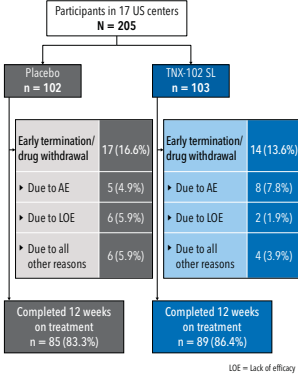 Participants in 17 US centers
N = 205
Placebo
n = 102
TNX-102 SL
n = 103
Early termination/
drug withdrawal 17 (16.6%)
▸ Due to AE 5 (4.9%)
▸ Due to LOE 6 (5.9%)
▸ Due to all
other reasons 6 (5.9%)
Early termination/
drug withdrawal 14 (13.6%)
▸ Due to AE 8 (7.8%)
▸ Due to LOE 2 (1.9%)
▸ Due to all
other reasons 4 (3.9%)
Completed 12 weeks
on treatment
n = 85 (83.3%)
Completed 12 weeks
on treatment
n = 89 (86.4%)
LOE = Lack of efficacy